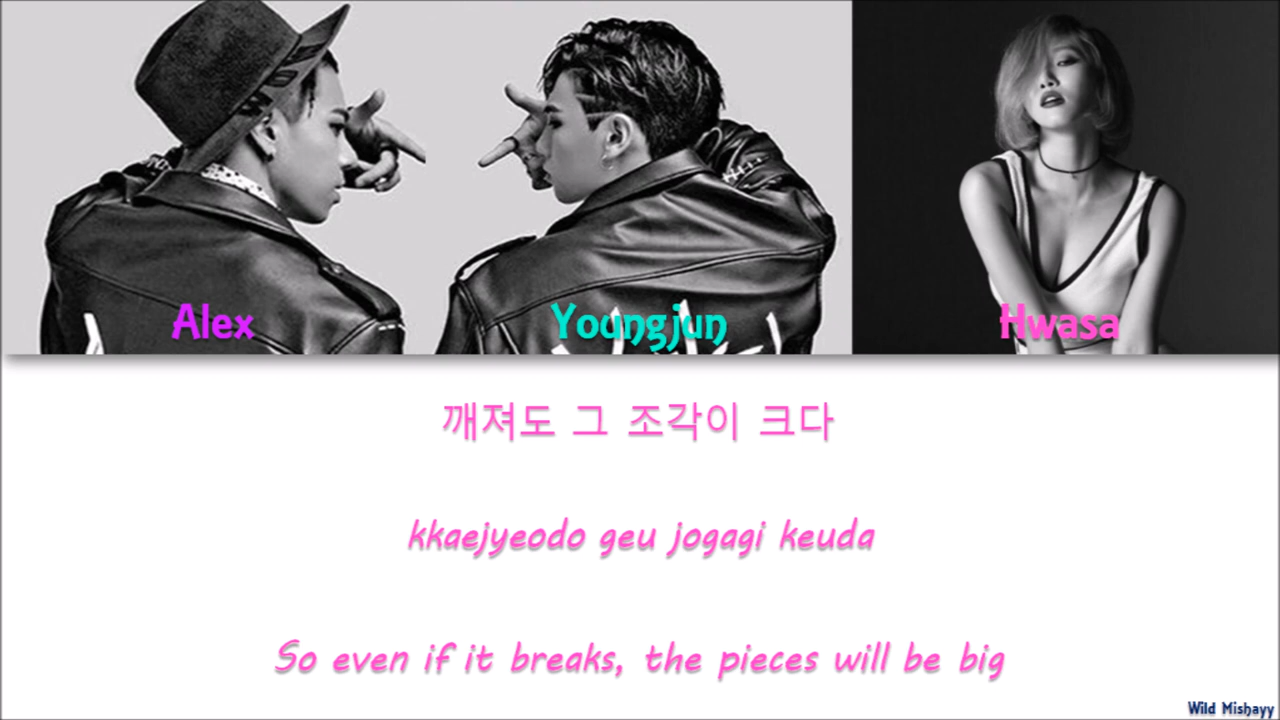 Alex
Youngjun
Hwasa
깨져도 그 조각이 크다
kkaejyeodo geu jogagi keuda
So even if it breaks, the pieces will be big
Wild Mishayy